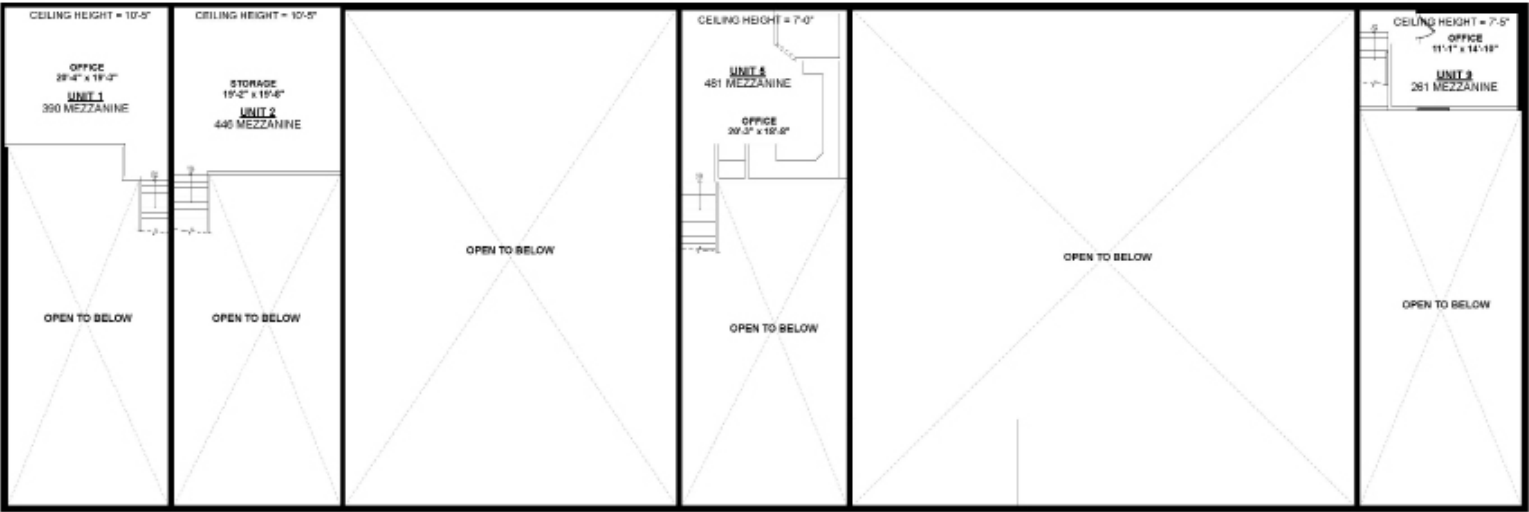 CEILING HEIGHT = 10'-5"
OFFICE
UNIT 1
390 MEZZANINE
OPEN TO BELOW
CEILING HEIGHT = 10'-5"
STORAGE
19'-2" x 19'-8"
UNIT 2
446 MEZZANINE
OPEN TO BELOW
OPEN TO BELOW
CEILING HEIGHT = 7'-0"
UNIT 5
481 MEZZANINE
OFFICE
20'-3" x 18'-8"
OPEN TO BELOW
OPEN TO BELOW
CEILING HEIGHT = 7'-5"
OFFICE
11'-1" x 14'-10"
UNIT 9
261 MEZZANINE
OPEN TO BELOW